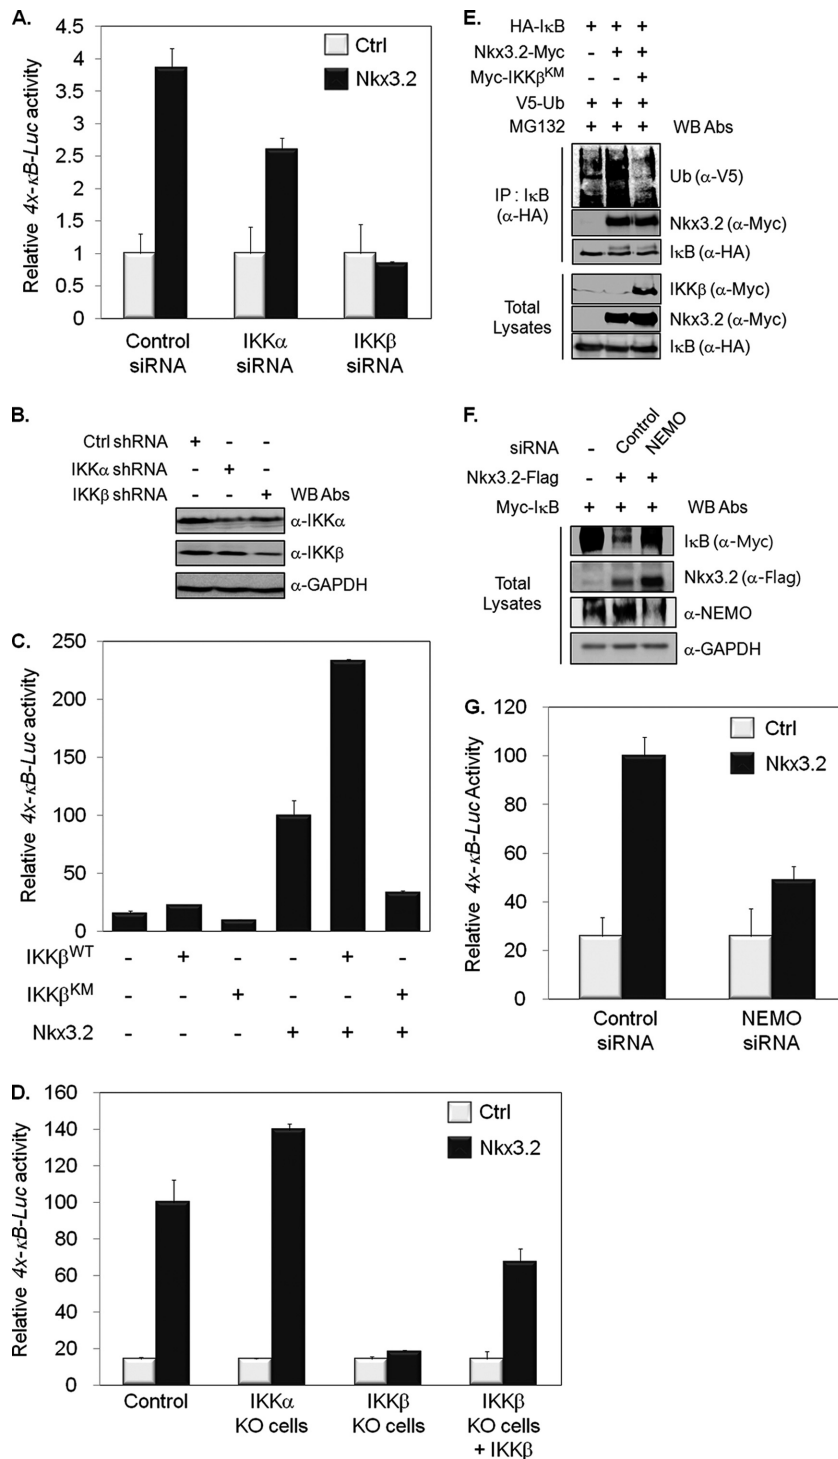 A.
Relative 4x-κB-Luc activity
4.5
4
3.5
3
2.5
2
1.5
1
0.5
0
Ctrl
Nkx3.2
Control siRNA
IKKα siRNA
IKKβ siRNA
B.
Ctrl shRNA + - -
IKKα shRNA - + -
IKKβ shRNA - - + WB Abs
α-IKKα
α-IKKβ
α-GAPDH
C.
Relative 4x-κB-Luc activity
250
200
150
100
50
0
IKKβWT - + - - + -
IKKβKM - - + - - +
Nkx3.2 - - - + + +
D.
Relative 4x-κB-Luc activity
160
140
120
100
80
60
40
20
0
Ctrl
Nkx3.2
Control
IKKα KO cells
IKKβ KO cells
IKKβ KO cells + IKKβ
E.
HA-IκB + + +
Nkx3.2-Myc - + +
Myc-IKKβKM - - +
V5-Ub + + +
MG132 + + + WB Abs
IP : IκB (α-HA)
Ub (α-V5)
Nkx3.2 (α-Myc)
IκB (α-HA)
Total Lysates
IKKβ (α-Myc)
Nkx3.2 (α-Myc)
IκB (α-HA)
F.
siRNA - Control NEMO
Nkx3.2-Flag - + +
Myc-IκB + + + WB Abs
Total Lysates
IκB (α-Myc)
Nkx3.2 (α-Flag)
α-NEMO
α-GAPDH
G.
Relative 4x-κB-Luc Activity
120
100
80
60
40
20
0
Ctrl
Nkx3.2
Control siRNA
NEMO siRNA